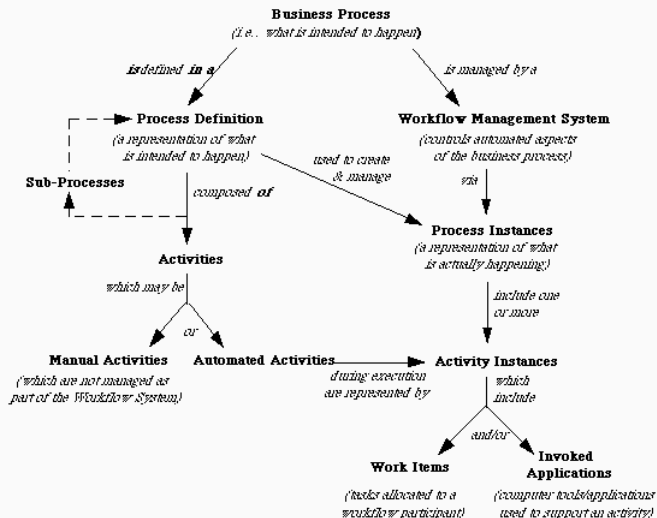 Business Process
(i.e.. what is intended to happen)
is defined in a
is managed by a
Process Definition
(a representation of what
is intended to happen)
Workflow Management System
(controls automated aspects
of the business process)
Sub-Processes
used to create
& manage
via
composed of
Process Instances
(a representation of what
is actually happening)
Activities
which may be
include one
or more
or
Manual Activities
(which are not managed as
part of the Workflow System)
Automated Activities
during execution
are represented by
Activity Instances
which
include
and/or
Work Items
(tasks allocated to a
workflow participant)
Invoked
Applications
(computer tools/applications
used to support an activity)